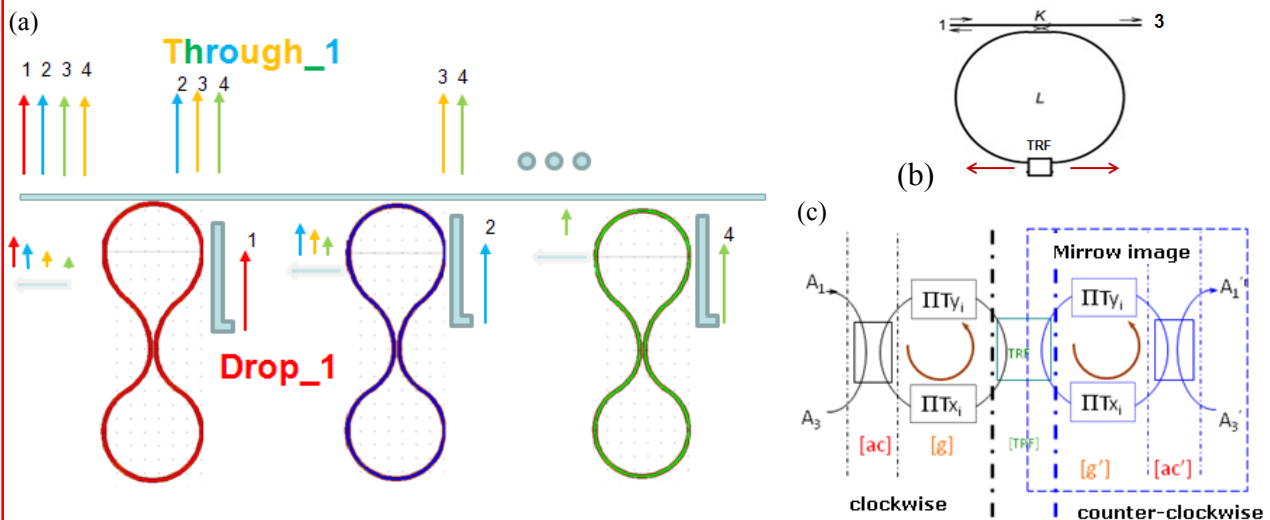 (a)
Through_1
1 2 3 4
2 3 4
3 4
1
2
4
Drop_1
K
1
3
L
TRF
(b)
(c)
Mirrow image
A1
ΠTyi
ΠTyi
A1'
TRF
A3
ΠTxi
ΠTxi
A3'
[ac]
[g]
[TRF]
[g']
[ac']
clockwise
counter-clockwise